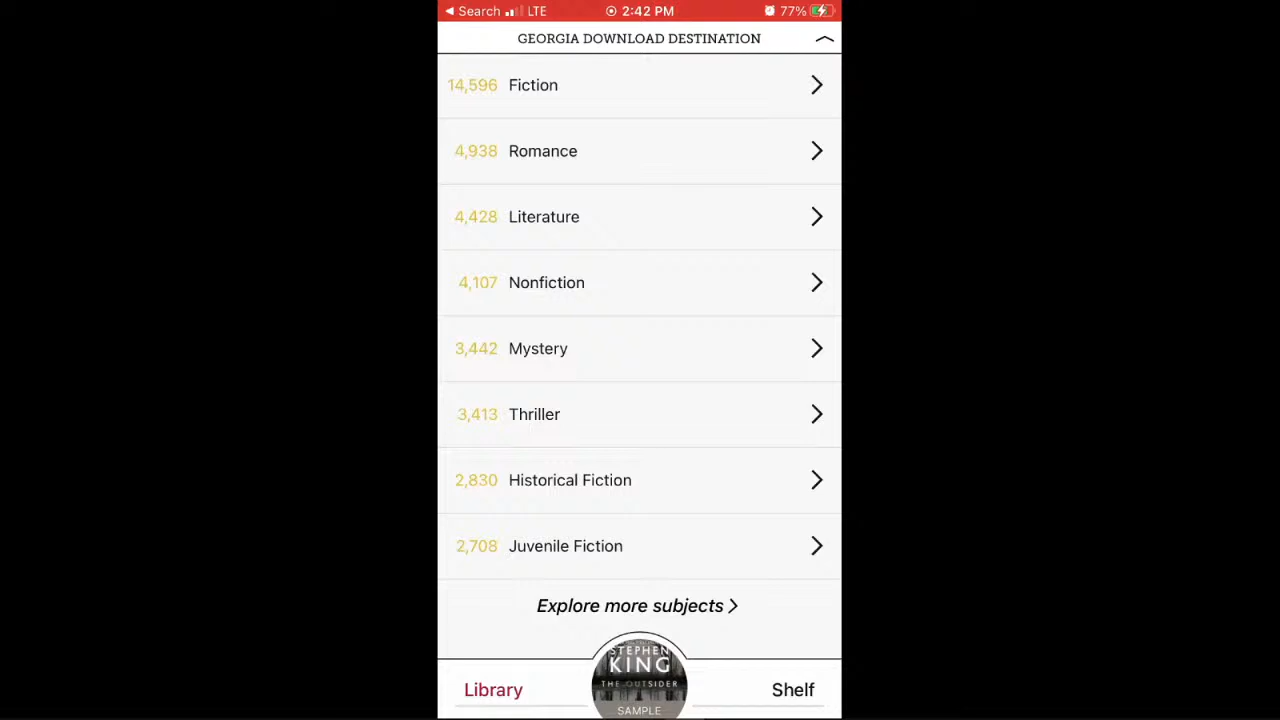 Search LTE 2:42 PM 77%
GEORGIA DOWNLOAD DESTINATION
14,596 Fiction
4,938 Romance
4,428 Literature
4,107 Nonfiction
3,442 Mystery
3,413 Thriller
2,830 Historical Fiction
2,708 Juvenile Fiction
Explore more subjects
STEPHEN
KING
THE OUTSIDER
SAMPLE
Library Shelf